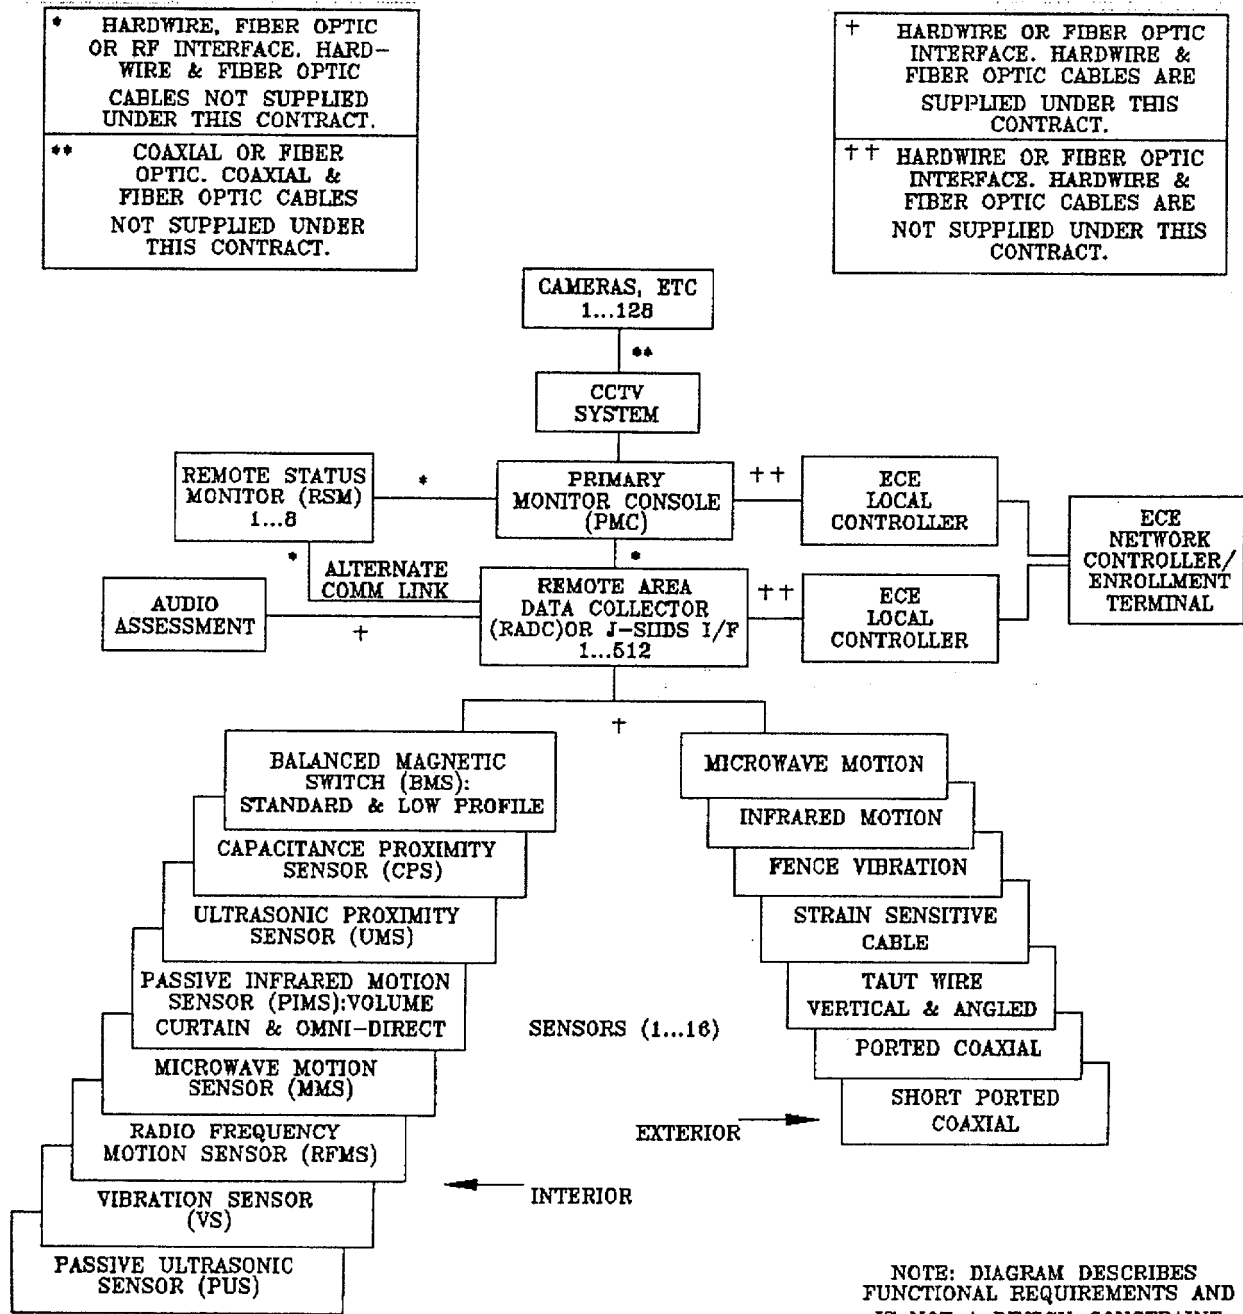 * HARDWIRE, FIBER OPTIC
OR RF INTERFACE. HARD-
WIRE & FIBER OPTIC
CABLES NOT SUPPLIED
UNDER THIS CONTRACT.
** COAXIAL OR FIBER
OPTIC. COAXIAL &
FIBER OPTIC CABLES
NOT SUPPLIED UNDER
THIS CONTRACT.
† HARDWIRE OR FIBER OPTIC
INTERFACE. HARDWIRE &
FIBER OPTIC CABLES ARE
SUPPLIED UNDER THIS
CONTRACT.
†† HARDWIRE OR FIBER OPTIC
INTERFACE. HARDWIRE &
FIBER OPTIC CABLES ARE
NOT SUPPLIED UNDER THIS
CONTRACT.
CAMERAS, ETC
1...128
**
CCTV
SYSTEM
REMOTE STATUS
MONITOR (RSM)
1...8
*
PRIMARY
MONITOR CONSOLE
(PMC)
††
ECE
LOCAL
CONTROLLER
ECE
NETWORK
CONTROLLER/
ENROLLMENT
TERMINAL
*
ALTERNATE
COMM LINK
*
AUDIO
ASSESSMENT
†
REMOTE AREA
DATA COLLECTOR
(RADC)OR J-SIIDS I/F
1...512
††
ECE
LOCAL
CONTROLLER
†
BALANCED MAGNETIC
SWITCH (BMS):
STANDARD & LOW PROFILE
CAPACITANCE PROXIMITY
SENSOR (CPS)
ULTRASONIC PROXIMITY
SENSOR (UMS)
PASSIVE INFRARED MOTION
SENSOR (PIMS):VOLUME
CURTAIN & OMNI-DIRECT
MICROWAVE MOTION
SENSOR (MMS)
RADIO FREQUENCY
MOTION SENSOR (RFMS)
VIBRATION SENSOR
(VS)
PASSIVE ULTRASONIC
SENSOR (PUS)
SENSORS (1...16)
EXTERIOR
INTERIOR
MICROWAVE MOTION
INFRARED MOTION
FENCE VIBRATION
STRAIN SENSITIVE
CABLE
TAUT WIRE
VERTICAL & ANGLED
PORTED COAXIAL
SHORT PORTED
COAXIAL
NOTE: DIAGRAM DESCRIBES
FUNCTIONAL REQUIREMENTS AND
IS NOT A DESIGN CONSTRAINT